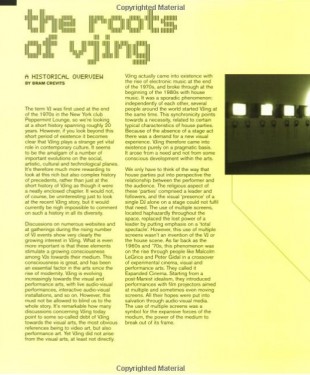 Copyrighted Material
the roots
of vjing
A HISTORICAL OVERVIEW
BY BRAM CREVITS
The term VJ was first used at the end
of the 1970s in the New York club
Peppermint Lounge, so we're looking
at a short history spanning roughly 20
years. However, if you look beyond this
short period of existence it becomes
clear that VJing plays a stronger yet vital
role in contemporary culture. It seems
to be the amalgam of a number of
important evolutions on the social,
artistic, cultural and technological planes.
It's therefore much more rewarding to
look at this rich but also complex history
of precedents, rather than just at the
short history of VJing as though it were
a neatly enclosed chapter. It would not,
of course, be uninteresting just to look
at the recent VJing story, but it would
currently be high impossible to comment
on such a history in all its diversity.
Discussions on numerous websites and
at gatherings during the rising number
of VJ events show very clearly the
growing interest in VJing. What is even
more important is that these elements
stimulate a growing consciousness
among VJs towards their medium. This
consciousness is great, and has been
an essential factor in the arts since the
rise of modernity. VJing is evolving
increasingly towards the visual and
performance arts, with live audio-visual
performances, interactive audio-visual
installations, and so on. However, this
must not be allowed to blind us to the
whole story. It's remarkable how many
discussions concerning VJing today
point to some so-called debt of VJing
towards the visual arts, the most obvious
references being to video art, but also
performance art. Yet VJing did not arise
from the visual arts, at least not directly.
VJing actually came into existence with
the rise of electronic music at the end
of the 1970s, and broke through at the
beginning of the 1980s with house
music. It was a sporadic phenomenon:
independently of each other, several
people around the world started VJing at
the same time. This synchronicity points
towards a necessity, related to certain
typical characteristics of house parties.
Because of the absence of a stage act
there was a demand for a new visual
experience. VJing therefore came into
existence purely on a pragmatic basis.
It arose from a need and not from some
conscious development within the arts.
We only have to think of the way that
house parties put into perspective the
relationship between the performer and
the audience. The religious aspect of
these 'parties' comprised a leader and
followers, and the visual 'presence' of a
single DJ alone on a stage could not fulfil
that need. The use of multiple screens,
located haphazardly throughout the
space, replaced the lost power of a
leader by putting emphasis on a 'total
spectacle'. However, this use of multiple
screens wasn't an invention of the VJ at
the house scene. As far back as the
1960s and '70s, this phenomenon was
on the rise through people like Malcolm
LeGrice and Peter Gidal in a crossover
of experimental cinema, visual and
performance arts. They called it
Expanded Cinema. Starting from a
post-Marxist idealism, they introduced
performances with film projectors aimed
at multiple and sometimes even moving
screens. All their hopes were put into
salvation through audio-visual media.
The use of multiple screens was a
symbol for the expansive forces of the
medium, the power of the medium to
break out of its frame.
Copyrighted Material